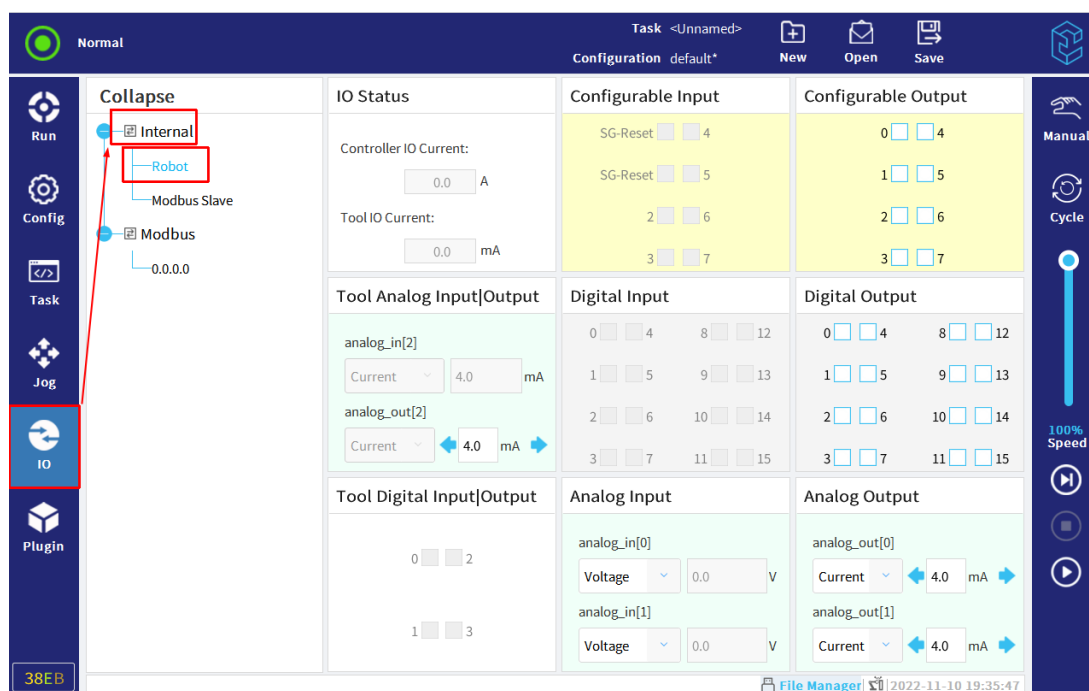 Normal
Task <Unnamed>
Configuration default*
New
Open
Save
Run
Config
Task
Jog
IO
Plugin
38EB
Collapse
Internal
Robot
Modbus Slave
Modbus
0.0.0.0
IO Status
Controller IO Current:
0.0 A
Tool IO Current:
0.0 mA
Configurable Input
SG-Reset 4
SG-Reset 5
2 6
3 7
Configurable Output
0 4
1 5
2 6
3 7
Tool Analog Input|Output
analog_in[2]
Current 4.0 mA
analog_out[2]
Current 4.0 mA
Digital Input
0 4 8 12
1 5 9 13
2 6 10 14
3 7 11 15
Digital Output
0 4 8 12
1 5 9 13
2 6 10 14
3 7 11 15
Tool Digital Input|Output
0 2
1 3
Analog Input
analog_in[0]
Voltage 0.0 V
analog_in[1]
Voltage 0.0 V
Analog Output
analog_out[0]
Current 4.0 mA
analog_out[1]
Current 4.0 mA
Manual
Cycle
100%
Speed
File Manager 2022-11-10 19:35:47